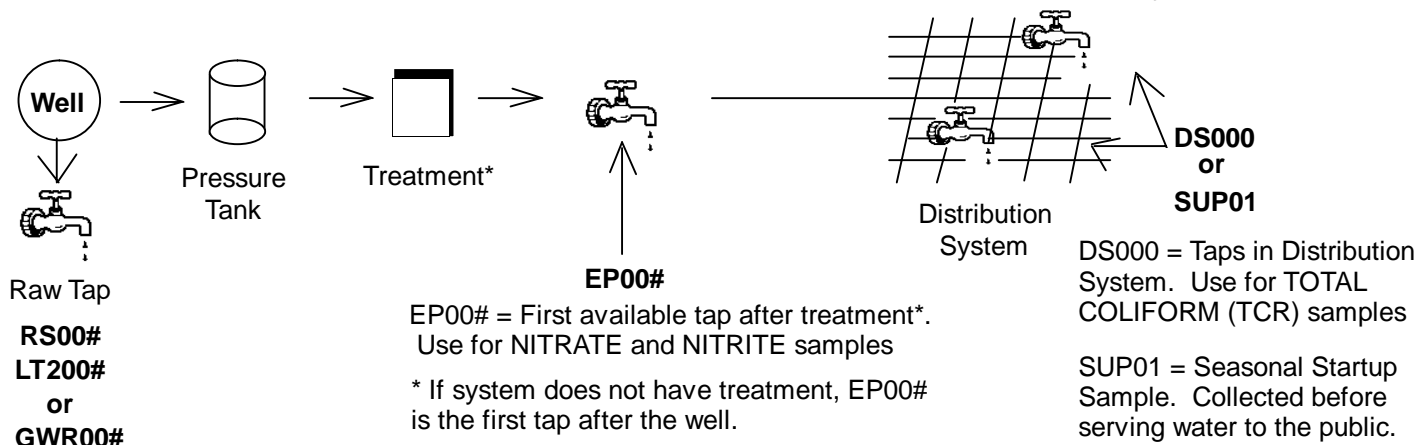 Well
Pressure
Tank
Treatment*
Raw Tap
RS00#
LT200#
or
GWR00#
EP00#
EP00# = First available tap after treatment*.
Use for NITRATE and NITRITE samples
* If system does not have treatment, EP00#
is the first tap after the well.
Distribution
System
DS000
or
SUP01
DS000 = Taps in Distribution
System. Use for TOTAL
COLIFORM (TCR) samples
SUP01 = Seasonal Startup
Sample. Collected before
serving water to the public.